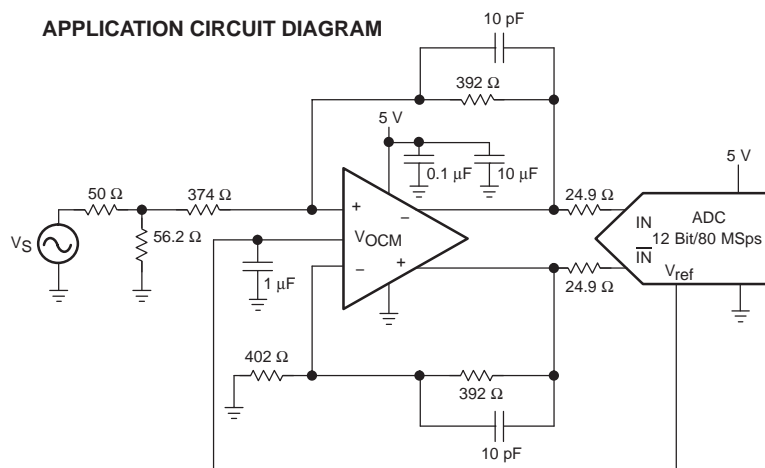 APPLICATION CIRCUIT DIAGRAM
10 pF
392 Ω
5 V
0.1 μF
10 μF
5 V
50 Ω
374 Ω
24.9 Ω
+
−
IN
ADC
12 Bit/80 MSps
VS
56.2 Ω
VOCM
IN
Vref
1 μF
−
+
24.9 Ω
402 Ω
392 Ω
10 pF